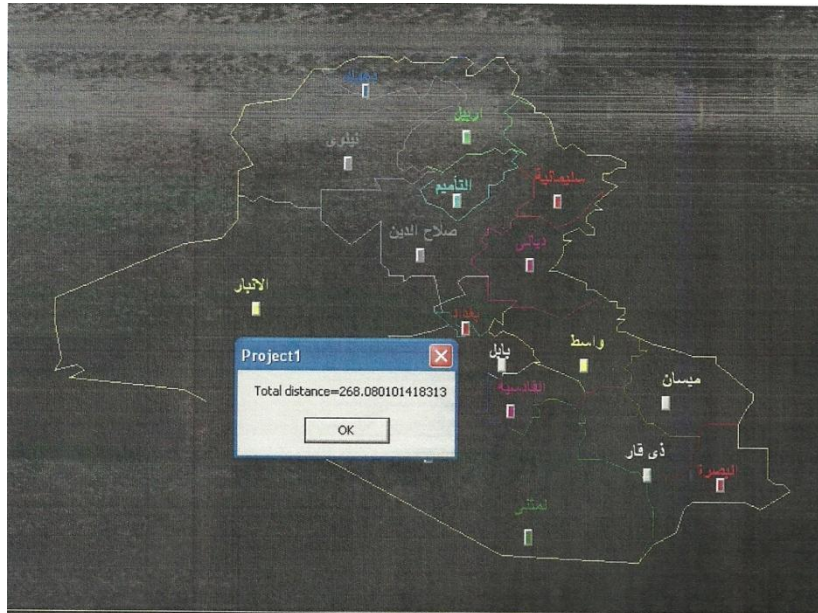 دهوك
اربيل
نينوى
سليمانية
التأميم
صلاح الدين
ديالى
الانبار
بغداد
Project1
Total distance=268.080101418313
OK
بابل
واسط
القادسية
ميسان
ذي قار
البصرة
لمثنى